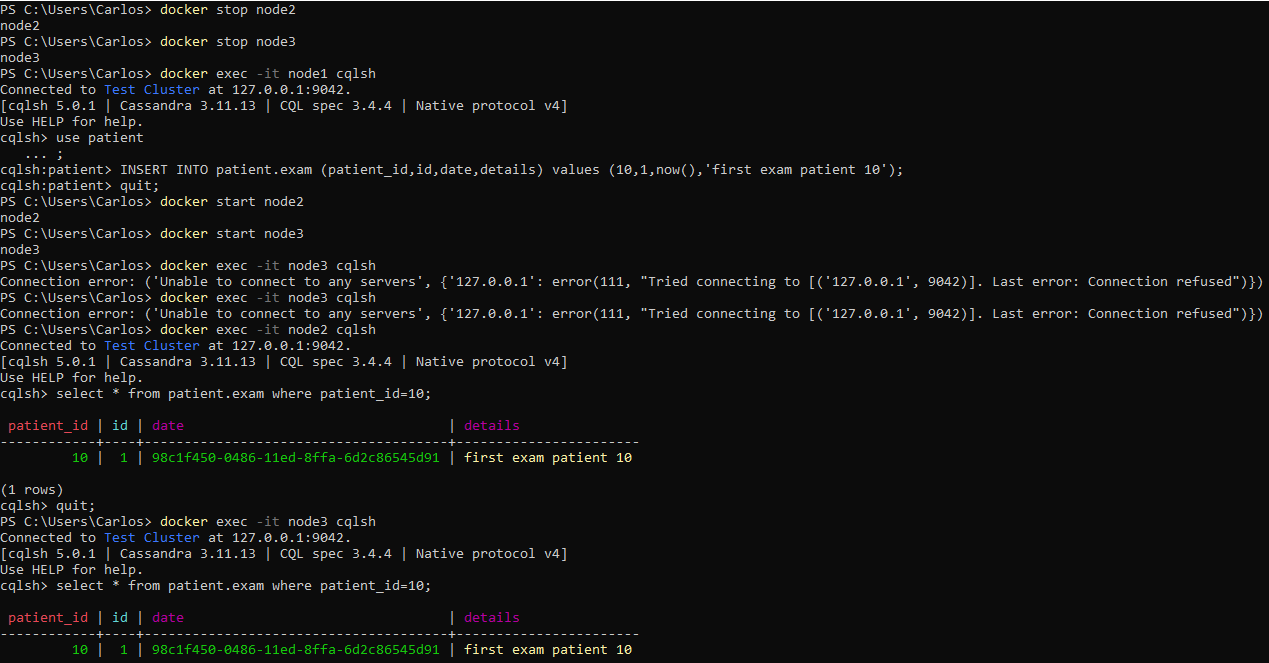 PS C:\Users\Carlos> docker stop node2
node2
PS C:\Users\Carlos> docker stop node3
node3
PS C:\Users\Carlos> docker exec -it node1 cqlsh
Connected to Test Cluster at 127.0.0.1:9042.
[cqlsh 5.0.1 | Cassandra 3.11.13 | CQL spec 3.4.4 | Native protocol v4]
Use HELP for help.
cqlsh> use patient
   ... ;
cqlsh:patient> INSERT INTO patient.exam (patient_id,id,date,details) values (10,1,now(),'first exam patient 10');
cqlsh:patient> quit;
PS C:\Users\Carlos> docker start node2
node2
PS C:\Users\Carlos> docker start node3
node3
PS C:\Users\Carlos> docker exec -it node3 cqlsh
Connection error: ('Unable to connect to any servers', {'127.0.0.1': error(111, "Tried connecting to [('127.0.0.1', 9042)]. Last error: Connection refused")})
PS C:\Users\Carlos> docker exec -it node3 cqlsh
Connection error: ('Unable to connect to any servers', {'127.0.0.1': error(111, "Tried connecting to [('127.0.0.1', 9042)]. Last error: Connection refused")})
PS C:\Users\Carlos> docker exec -it node2 cqlsh
Connected to Test Cluster at 127.0.0.1:9042.
[cqlsh 5.0.1 | Cassandra 3.11.13 | CQL spec 3.4.4 | Native protocol v4]
Use HELP for help.
cqlsh> select * from patient.exam where patient_id=10;
 patient_id | id | date                                 | details
------------+----+--------------------------------------+-----------------------
         10 |  1 | 98c1f450-0486-11ed-8ffa-6d2c86545d91 | first exam patient 10
(1 rows)
cqlsh> quit;
PS C:\Users\Carlos> docker exec -it node3 cqlsh
Connected to Test Cluster at 127.0.0.1:9042.
[cqlsh 5.0.1 | Cassandra 3.11.13 | CQL spec 3.4.4 | Native protocol v4]
Use HELP for help.
cqlsh> select * from patient.exam where patient_id=10;
 patient_id | id | date                                 | details
------------+----+--------------------------------------+-----------------------
         10 |  1 | 98c1f450-0486-11ed-8ffa-6d2c86545d91 | first exam patient 10